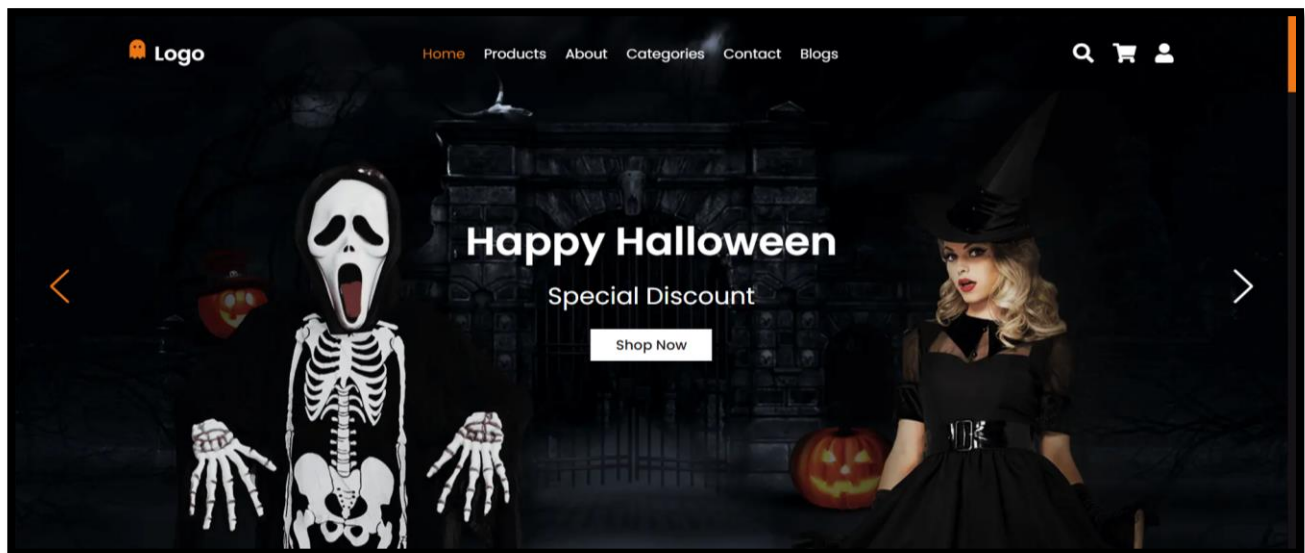 Logo
Home Products About Categories Contact Blogs
Happy Halloween
Special Discount
Shop Now